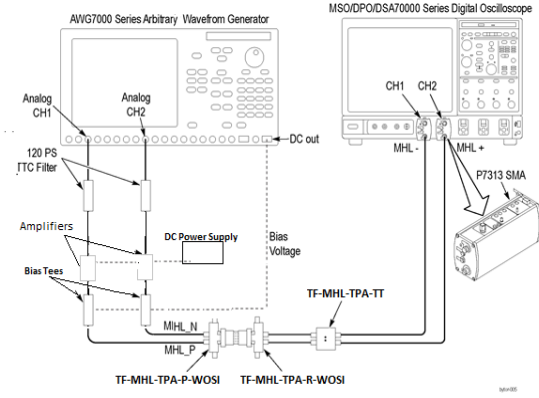 MSO/DPO/DSA70000 Series Digital Oscilloscope
AWG7000 Series Arbitrary Wavefrom Generator
Analog
CH1
Analog
CH2
CH1
CH2
DC out
MHL -
MHL +
120 PS
TTC Filter
P7313 SMA
Amplifiers
DC Power Supply
Bias
Voltage
Bias Tees
TF-MHL-TPA-TT
MHL_N
MHL_P
TF-MHL-TPA-P-WOSI
TF-MHL-TPA-R-WOSI